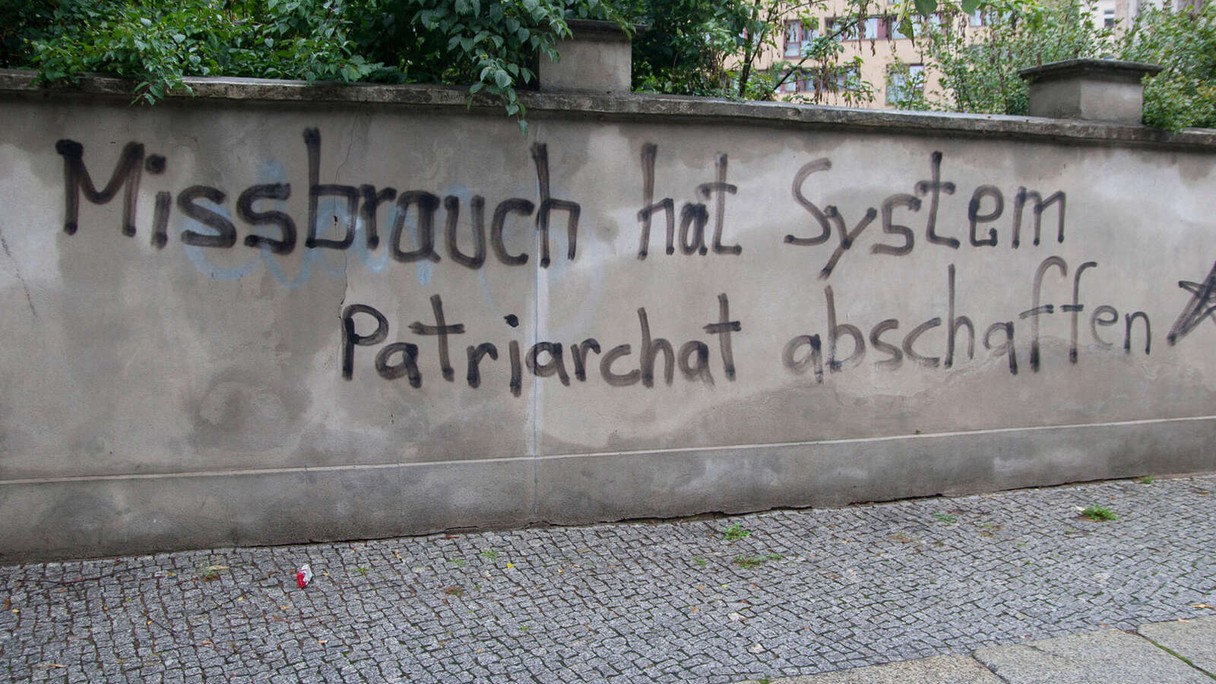 Missbrauch hat System
Patriarchat abschaffen